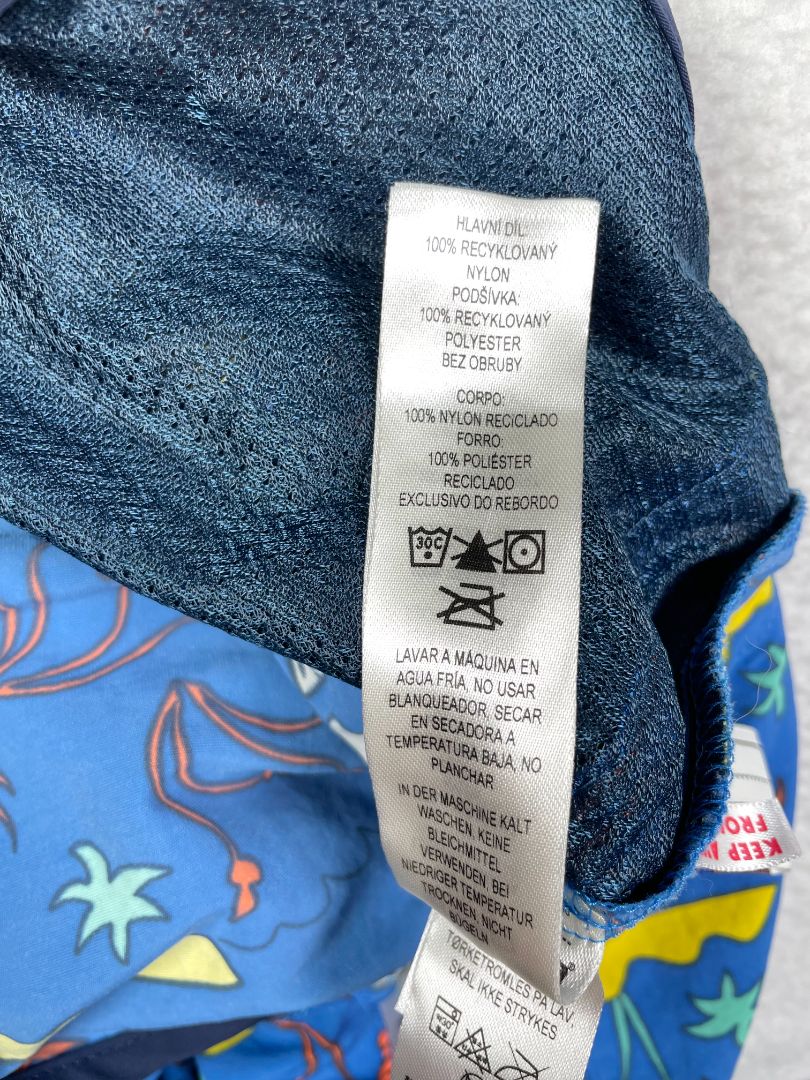 HLAVNÍ DÍL:
100% RECYKLOVANÝ
NYLON
PODŠÍVKA:
100% RECYKLOVANÝ
POLYESTER
BEZ OBRUBY
CORPO:
100% NYLON RECICLADO
FORRO:
100% POLIÉSTER
RECICLADO
EXCLUSIVO DO REBORDO
30C
LAVAR A MÁQUINA EN
AGUA FRÍA, NO USAR
BLANQUEADOR, SECAR
EN SECADORA A
TEMPERATURA BAJA, NO
PLANCHAR
IN DER MASCHINE KALT
WASCHEN. KEINE
BLEICHMITTEL
VERWENDEN. BEI
NIEDRIGER TEMPERATUR
TROCKNEN. NICHT
BÜGELN
TØRKETROMLES PÅ LAV.
SKAL IKKE STRYKES
KEEP
FRO